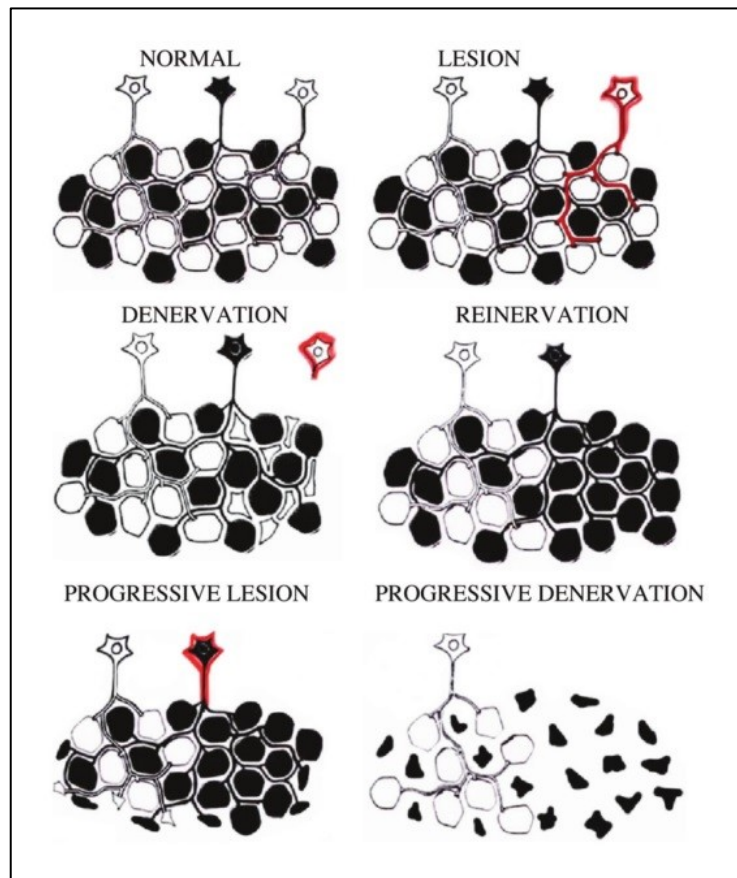 NORMAL
LESION
DENERVATION
REINERVATION
PROGRESSIVE LESION
PROGRESSIVE DENERVATION